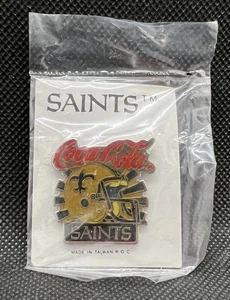 SAINTS™
Coca-Cola®
SAINTS
MADE IN TAIWAN R.O.C.